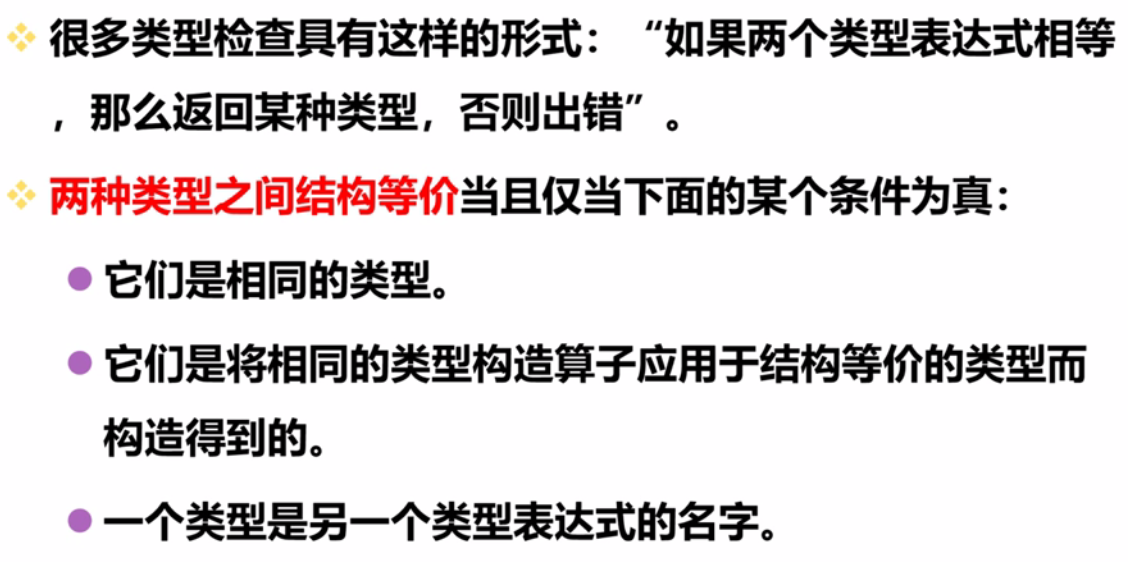 很多类型检查具有这样的形式：“如果两个类型表达式相等
，那么返回某种类型，否则出错”。
两种类型之间结构等价当且仅当下面的某个条件为真：
它们是相同的类型。
它们是将相同的类型构造算子应用于结构等价的类型而
构造得到的。
一个类型是另一个类型表达式的名字。